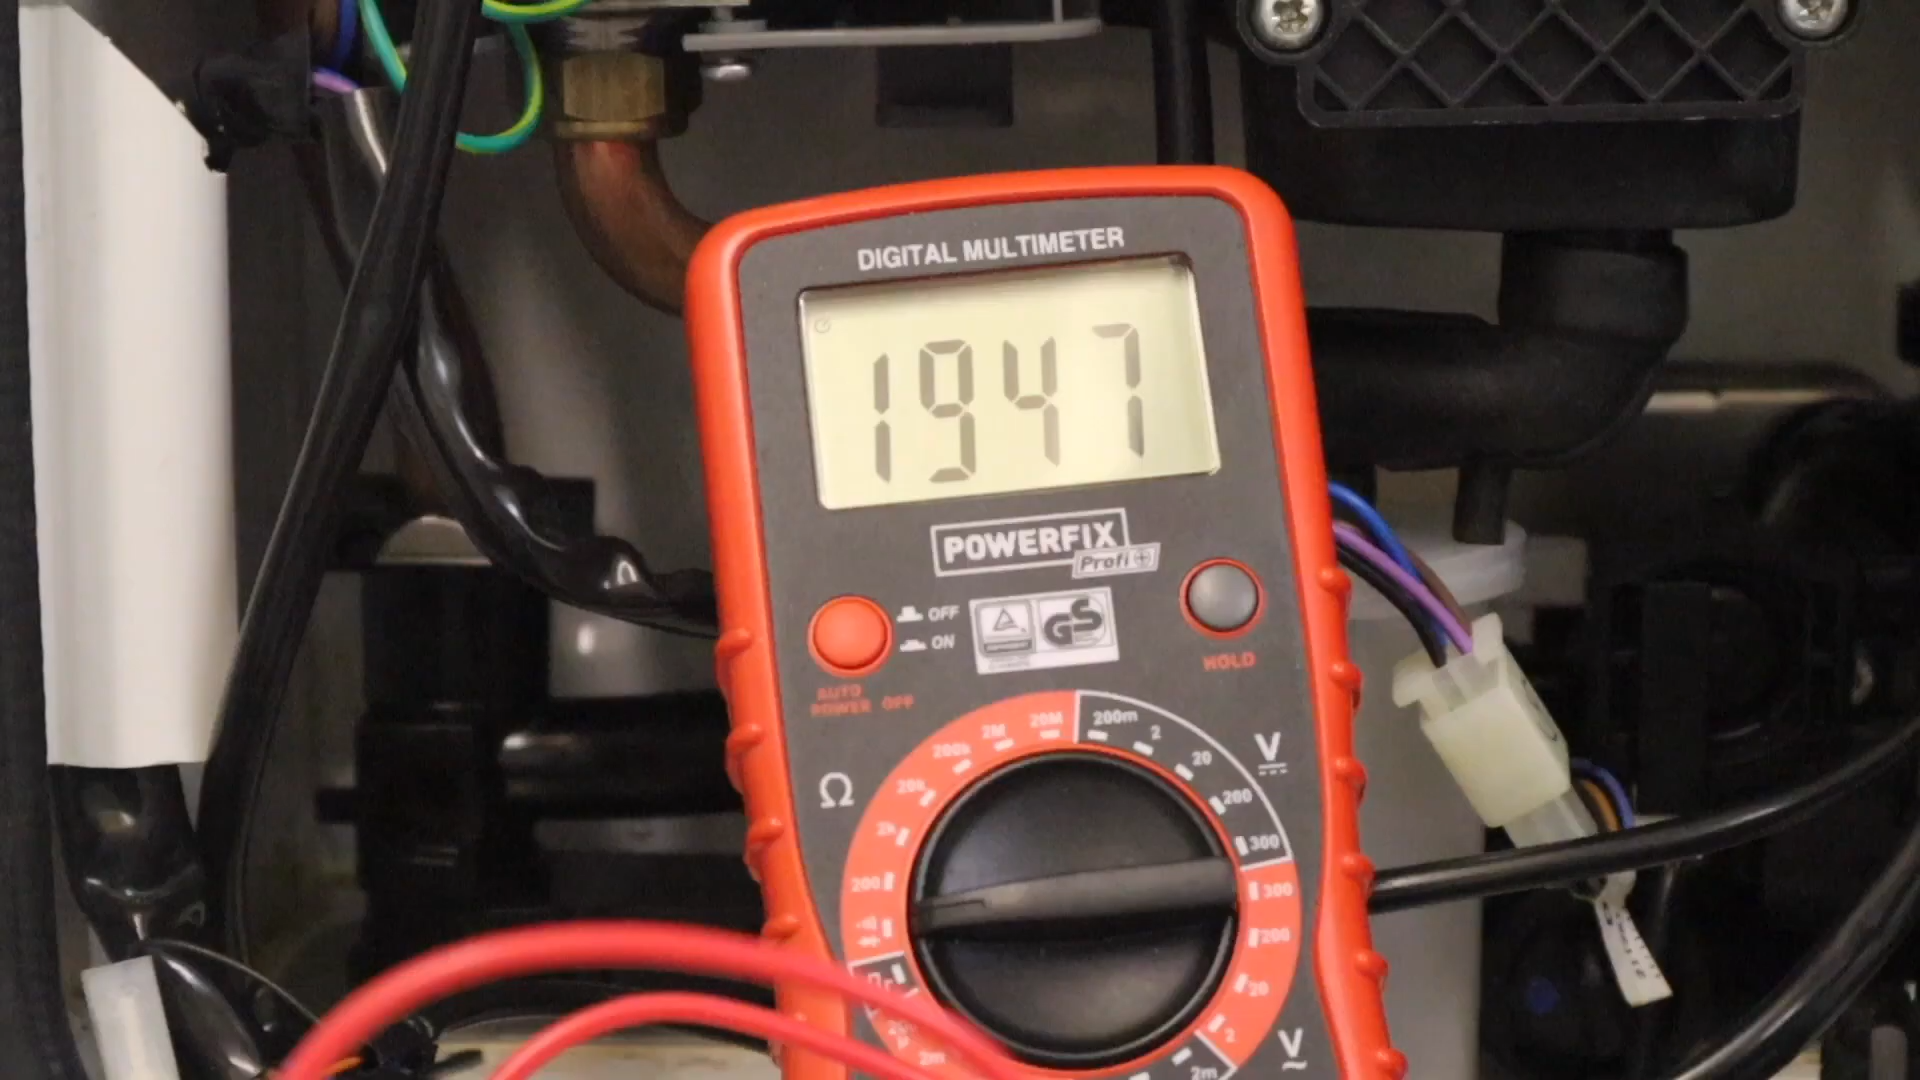 DIGITAL MULTIMETER
1947
POWERFIX
Profi
OFF
ON
GS
AUTO
POWER OFF
HOLD
20M
200m
2M
2
200k
20
V
Ω
20k
200
2k
300
200
300
200
20
2
V
2m
2m